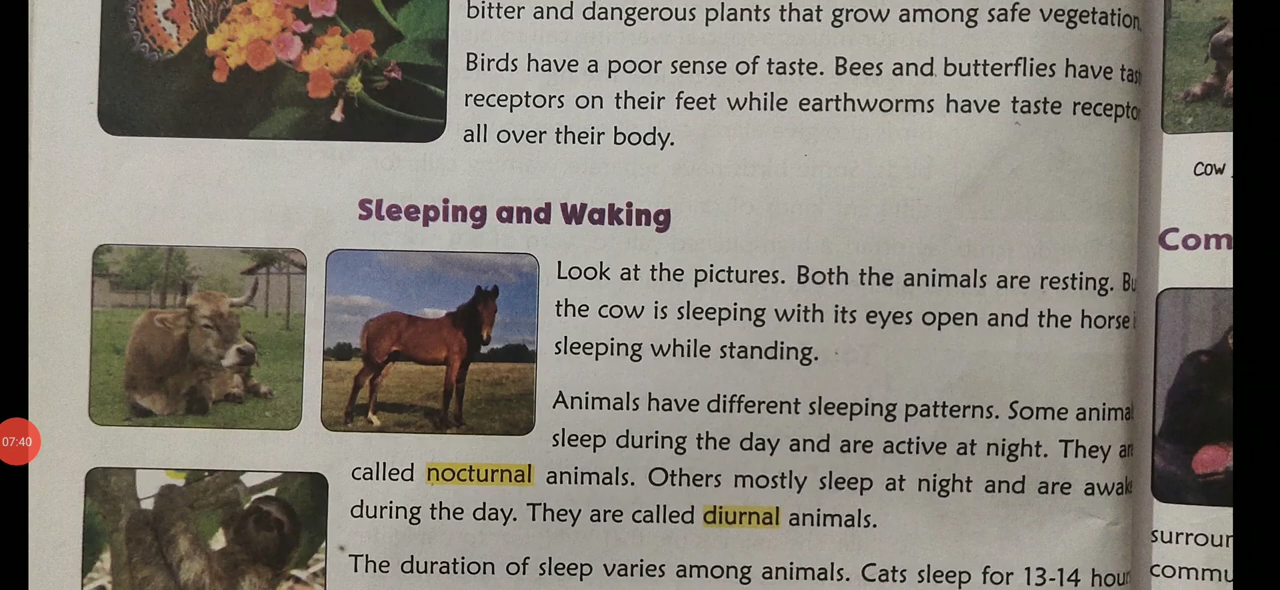 bitter and dangerous plants that grow among safe vegetation.
Birds have a poor sense of taste. Bees and butterflies have
receptors on their feet while earthworms have taste
all over their body.
Sleeping and Waking
Look at the pictures. Both the animals are resting.
the cow is sleeping with its eyes open and the horse
sleeping while standing.
Animals have different sleeping patterns. Some
sleep during the day and are active at night. They
called nocturnal animals. Others mostly sleep at night and are
during the day. They are called diurnal animals.
The duration of sleep varies among animals. Cats sleep for 13-14
cow
07:40